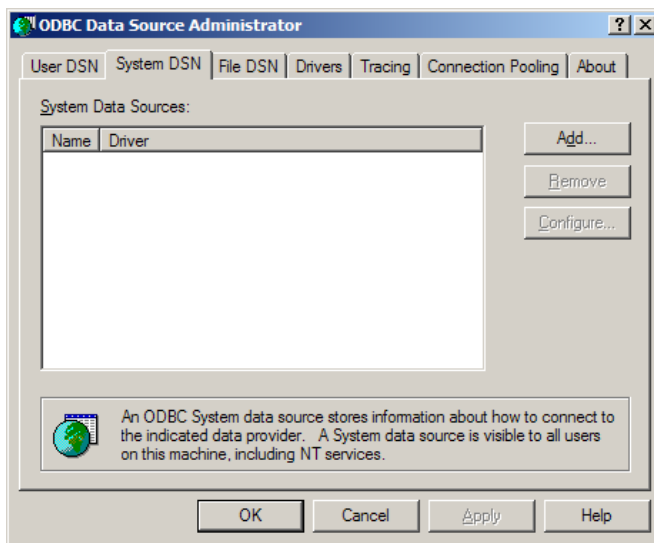 ODBC Data Source Administrator
User DSN System DSN File DSN Drivers Tracing Connection Pooling About
System Data Sources:
Name Driver
Add...
Remove
Configure...
An ODBC System data source stores information about how to connect to
the indicated data provider. A System data source is visible to all users
on this machine, including NT services.
OK Cancel Apply Help